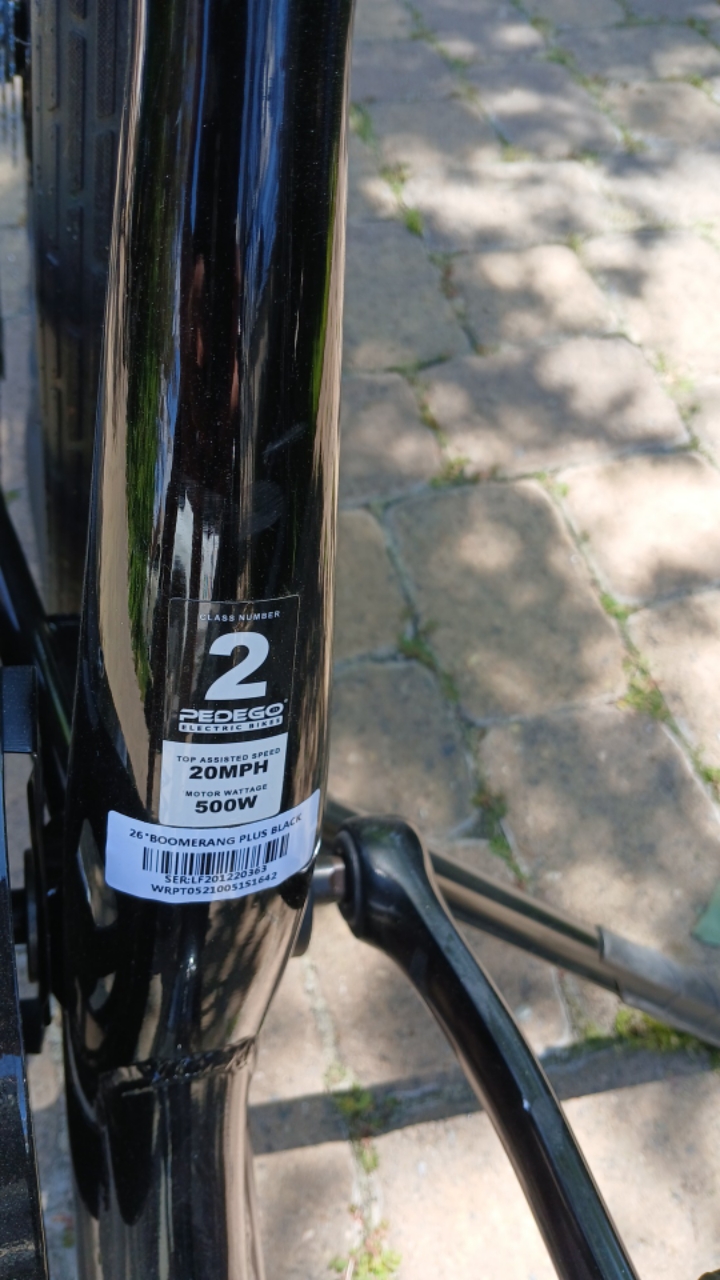 CLASS NUMBER
2
PEDEGO
ELECTRIC BIKES
TOP ASSISTED SPEED
20MPH
MOTOR WATTAGE
500W
26"BOOMERANG PLUS BLACK
SER:LF201220363
WRPT0521005151642